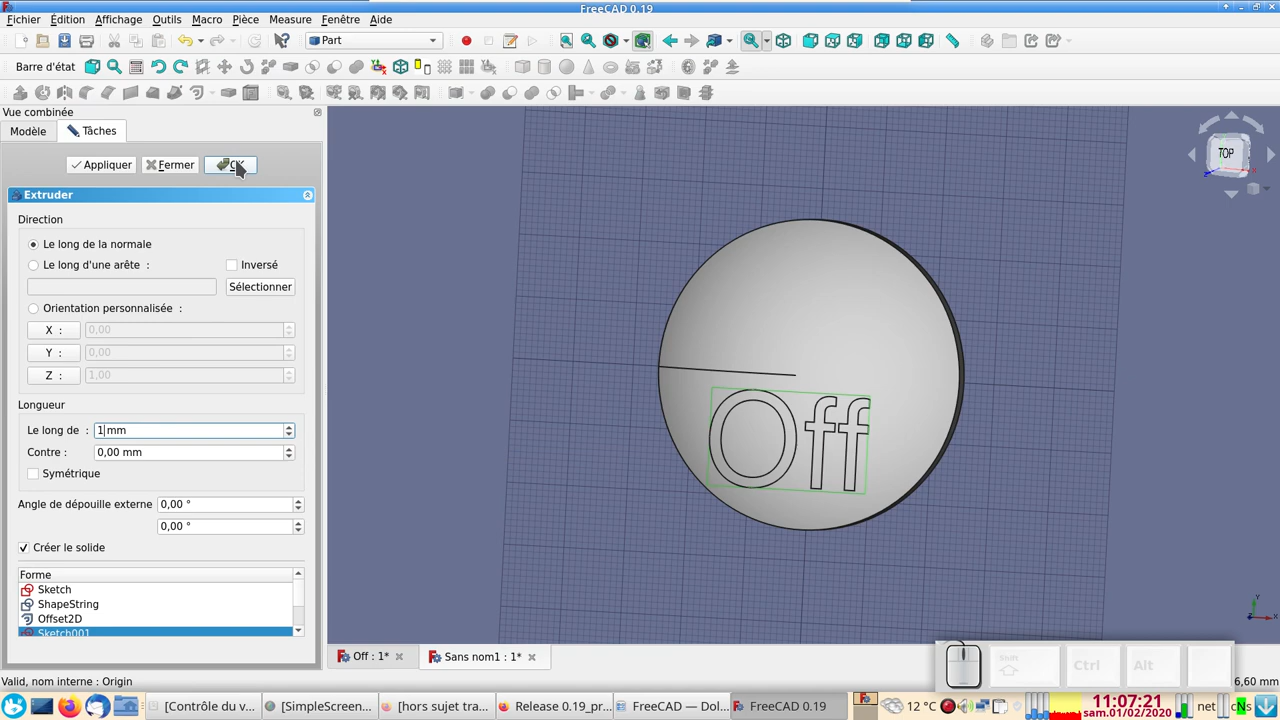 FreeCAD 0.19
Fichier Édition Affichage Outils Macro Pièce Measure Fenêtre Aide
Part
Barre d'état
Vue combinée
Modèle Tâches
Appliquer Fermer OK
Extruder
Direction
Le long de la normale
Le long d'une arête : Inversé
Sélectionner
Orientation personnalisée :
X : 0,00
Y : 0,00
Z : 1,00
Longueur
Le long de : 1 mm
Contre : 0,00 mm
Symétrique
Angle de dépouille externe 0,00 °
0,00 °
Créer le solide
Forme
Sketch
ShapeString
Offset2D
Sketch001
TOP
Off
Y
X
Off : 1* Sans nom1 : 1*
Shift Ctrl Alt
Valid, nom interne : Origin
6,60 mm
[Contrôle du v... [SImpleScreen... [hors sujet tra... Release 0.19_pr... FreeCAD — Dol... FreeCAD 0.19
12 °C
net
cNs
11:07:21
sam.01/02/2020